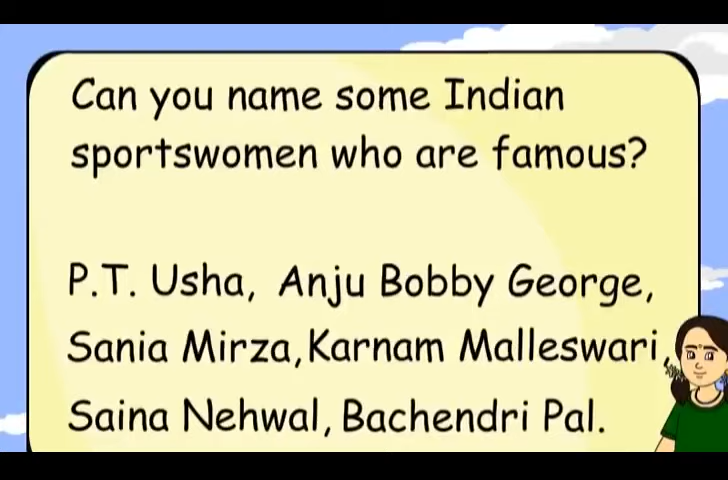 Can you name some Indian
sportswomen who are famous?
P.T. Usha, Anju Bobby George,
Sania Mirza,Karnam Malleswari,
Saina Nehwal, Bachendri Pal.